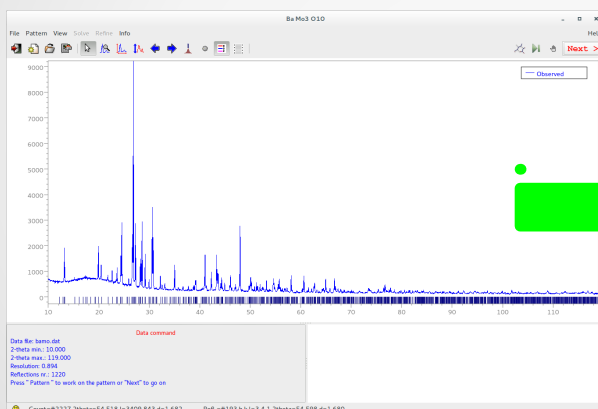 Ba Mo3 O10
File Pattern View Solve Refine Info Hel
Next >
9000
8000
7000
6000
5000
4000
3000
2000
1000
0
Observed
10 20 30 40 50 60 70 80 90 100 110
Data command
Data file: bamo.dat
2-theta min.: 10.000
2-theta max.: 119.000
Resolution: 0.894
Reflections nr.: 1220
Press " Pattern " to work on the pattern or "Next" to go on